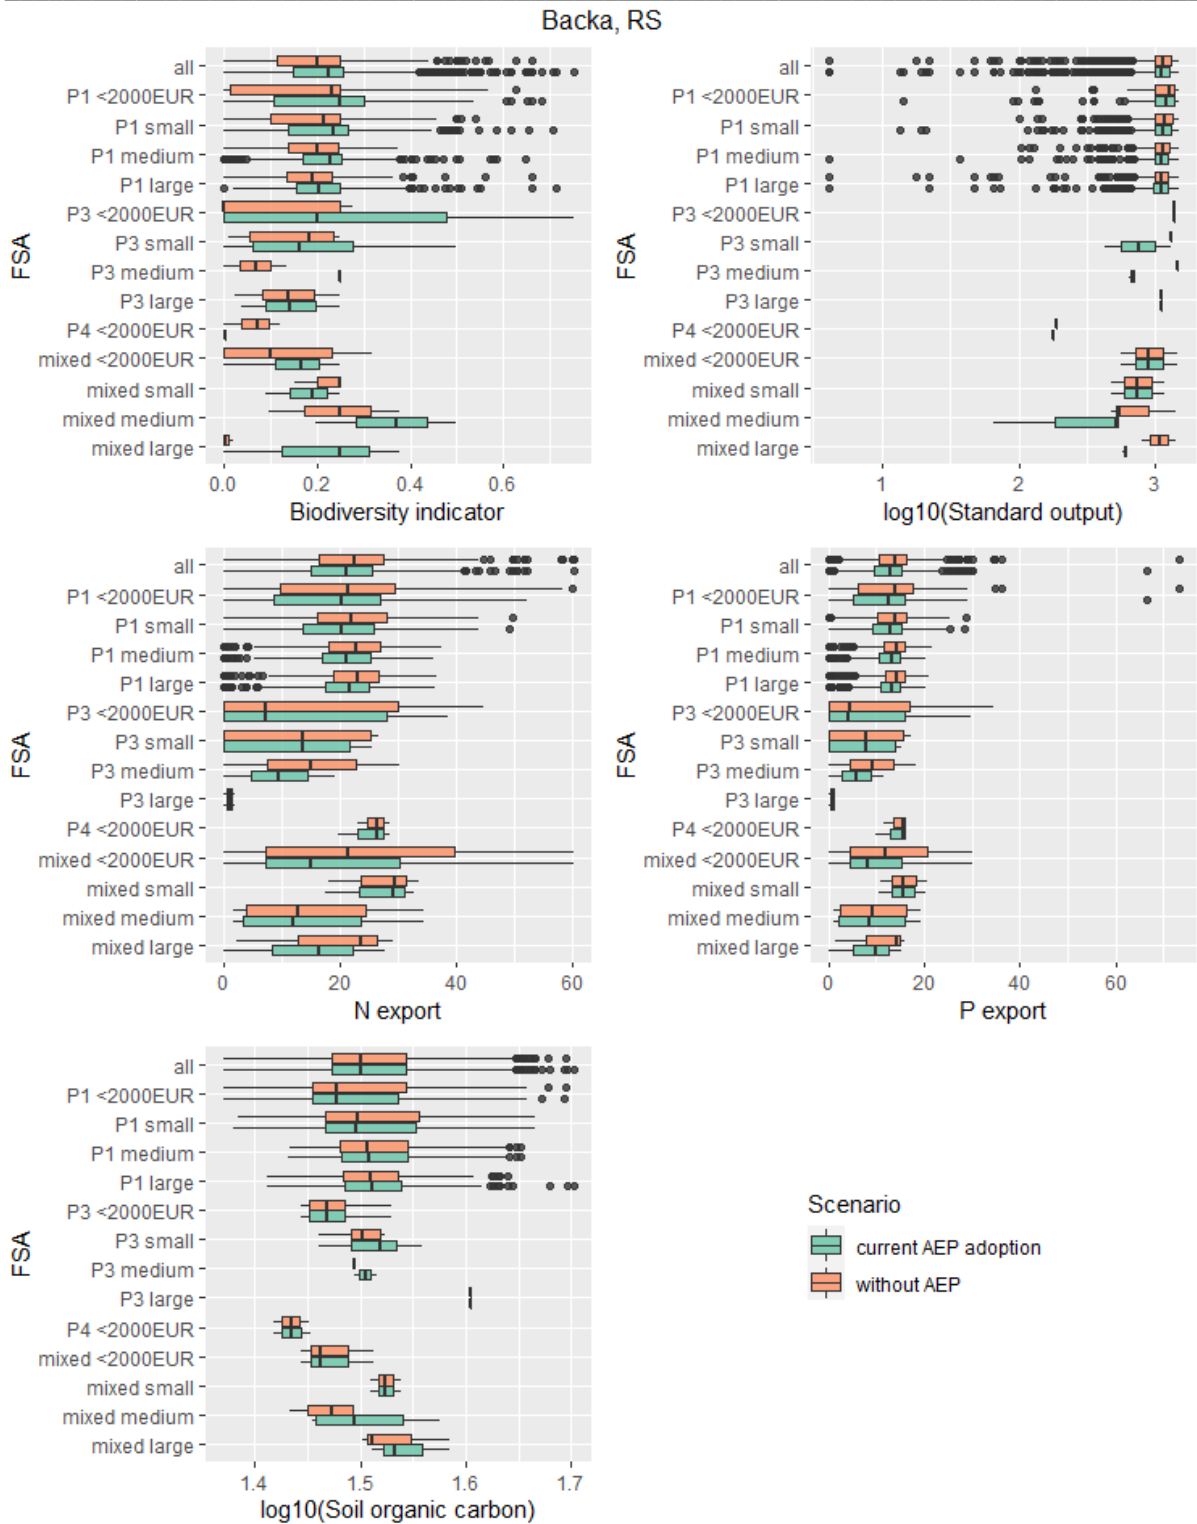 Backa, RS
FSA
all
P1 <2000EUR
P1 small
P1 medium
P1 large
P3 <2000EUR
P3 small
P3 medium
P3 large
P4 <2000EUR
mixed <2000EUR
mixed small
mixed medium
mixed large
0.0 0.2 0.4 0.6
Biodiversity indicator
FSA
all
P1 <2000EUR
P1 small
P1 medium
P1 large
P3 <2000EUR
P3 small
P3 medium
P3 large
P4 <2000EUR
mixed <2000EUR
mixed small
mixed medium
mixed large
1 2 3
log10(Standard output)
FSA
all
P1 <2000EUR
P1 small
P1 medium
P1 large
P3 <2000EUR
P3 small
P3 medium
P3 large
P4 <2000EUR
mixed <2000EUR
mixed small
mixed medium
mixed large
0 20 40 60
N export
FSA
all
P1 <2000EUR
P1 small
P1 medium
P1 large
P3 <2000EUR
P3 small
P3 medium
P3 large
P4 <2000EUR
mixed <2000EUR
mixed small
mixed medium
mixed large
0 20 40 60
P export
FSA
all
P1 <2000EUR
P1 small
P1 medium
P1 large
P3 <2000EUR
P3 small
P3 medium
P3 large
P4 <2000EUR
mixed <2000EUR
mixed small
mixed medium
mixed large
1.4 1.5 1.6 1.7
log10(Soil organic carbon)
Scenario
current AEP adoption
without AEP